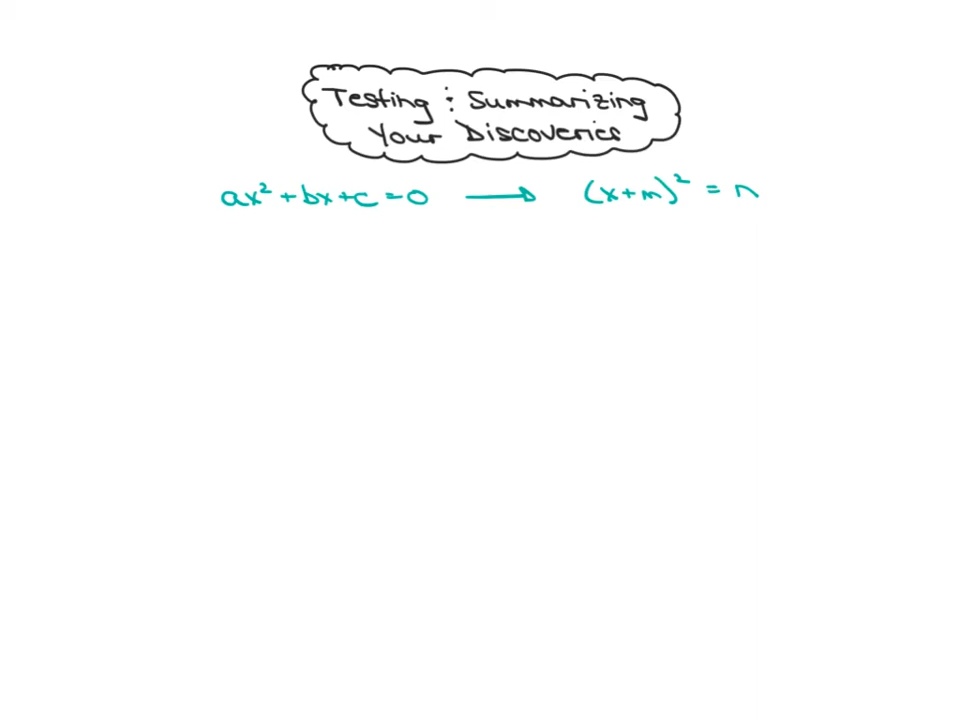 Testing : Summarizing
Your Discoveries
ax² + bx + c = 0 ⟶ (x + m)² = n